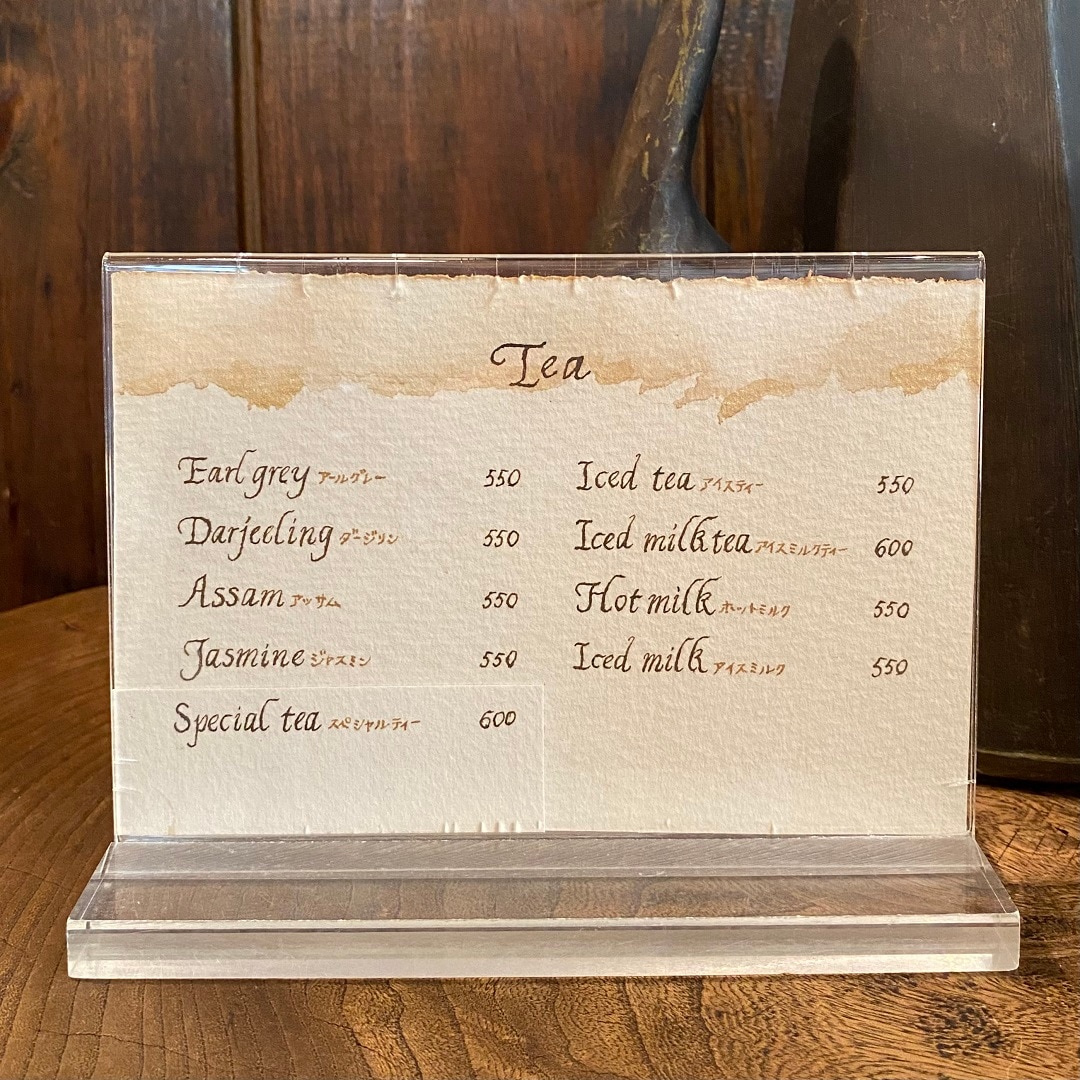 Tea
Earl grey アールグレー 550
Darjeeling ダージリン 550
Assam アッサム 550
Jasmine ジャスミン 550
Special tea スペシャルティー 600
Iced tea アイスティー 550
Iced milk tea アイスミルクティー 600
Hot milk ホットミルク 550
Iced milk アイスミルク 550